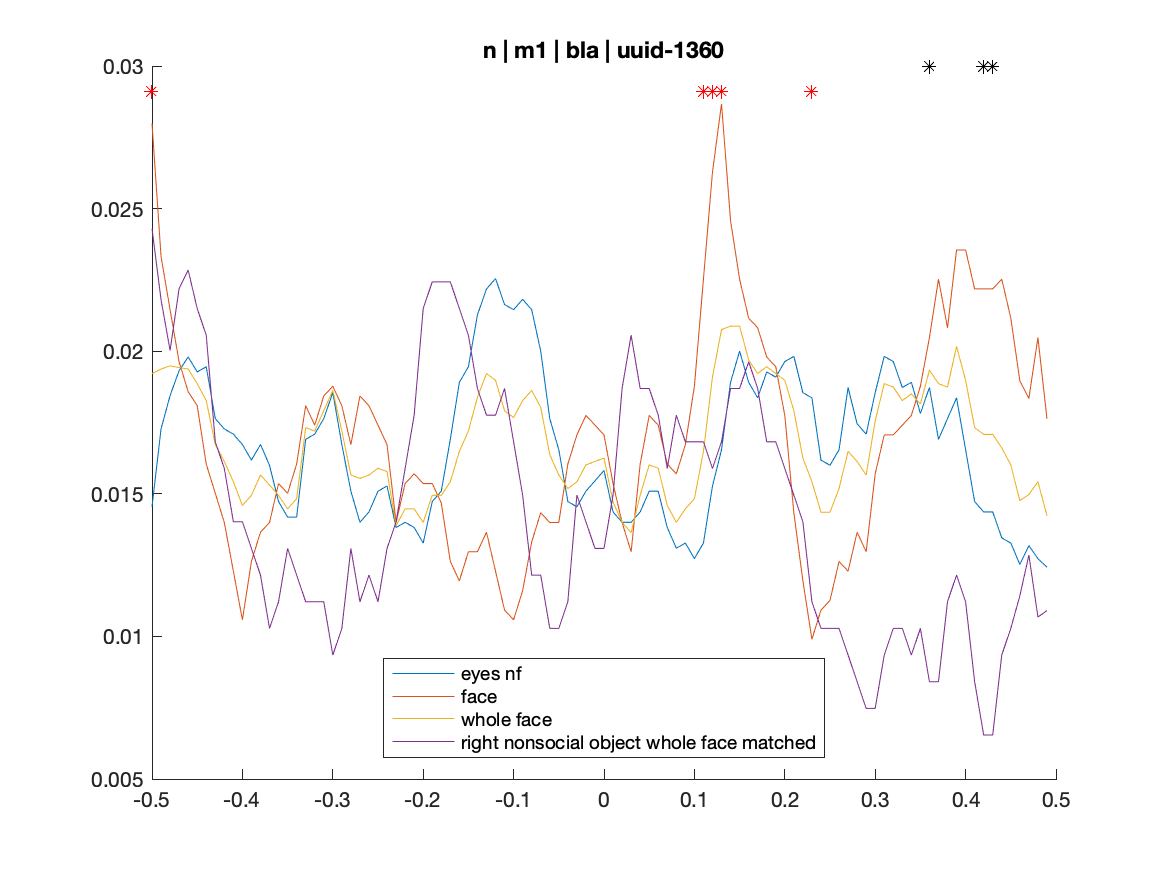 n | m1 | bla | uuid-1360
0.03
0.025
0.02
0.015
0.01
0.005
eyes nf
face
whole face
right nonsocial object whole face matched
-0.5 -0.4 -0.3 -0.2 -0.1 0 0.1 0.2 0.3 0.4 0.5